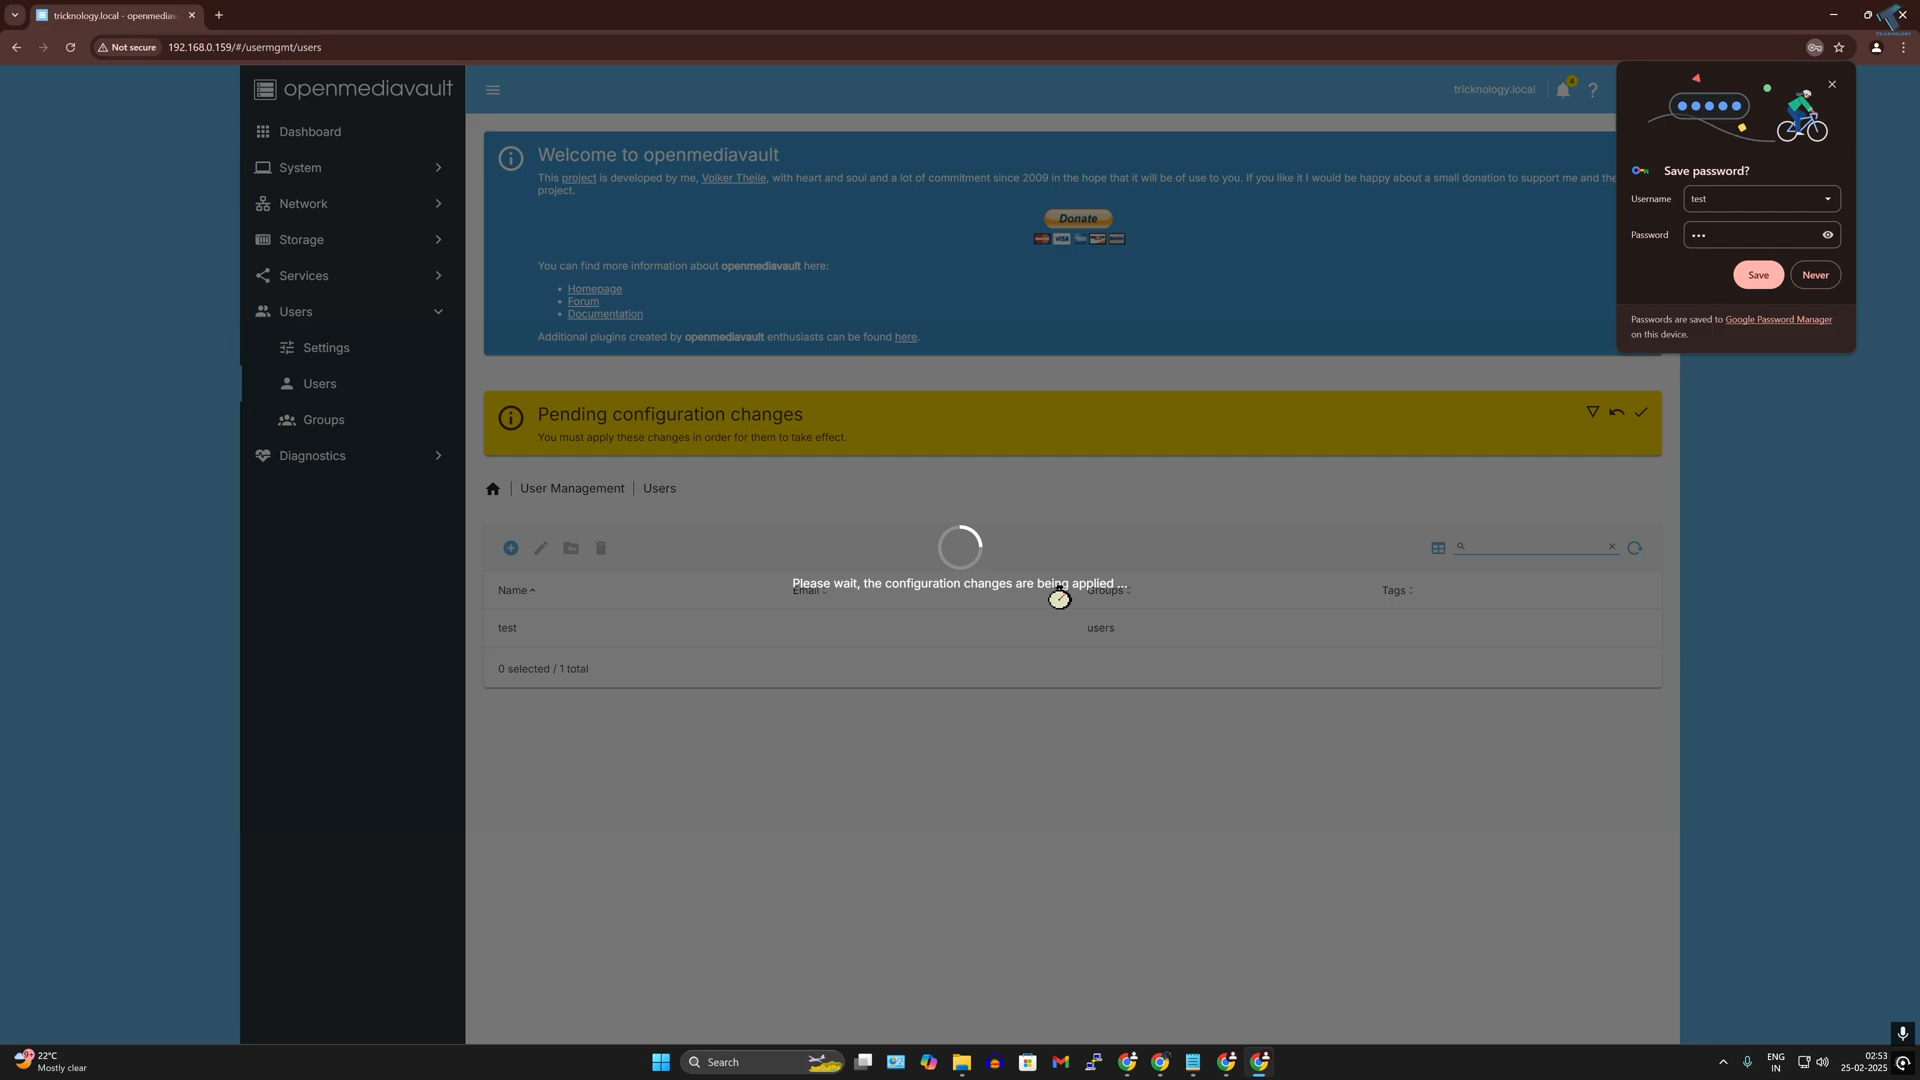 tricknology.local - openmediava
Not secure
192.168.0.159/#/usermgmt/users
TRICKNOLOGY
openmediavault
tricknology.local
4
?
Dashboard
System
Network
Storage
Services
Users
Settings
Users
Groups
Diagnostics
Welcome to openmediavault
This project is developed by me, Volker Theile, with heart and soul and a lot of commitment since 2009 in the hope that it will be of use to you. If you like it I would be happy about a small donation to support me and the
project.
Donate
VISA
You can find more information about openmediavault here:
• Homepage
• Forum
• Documentation
Additional plugins created by openmediavault enthusiasts can be found here.
Save password?
Username
test
Password
•••
Save
Never
Passwords are saved to Google Password Manager
on this device.
Pending configuration changes
You must apply these changes in order for them to take effect.
User Management
Users
Please wait, the configuration changes are being applied ...
Name
Email
Groups
Tags
test
users
0 selected / 1 total
22°C
Mostly clear
Search
ENG
IN
02:53
25-02-2025